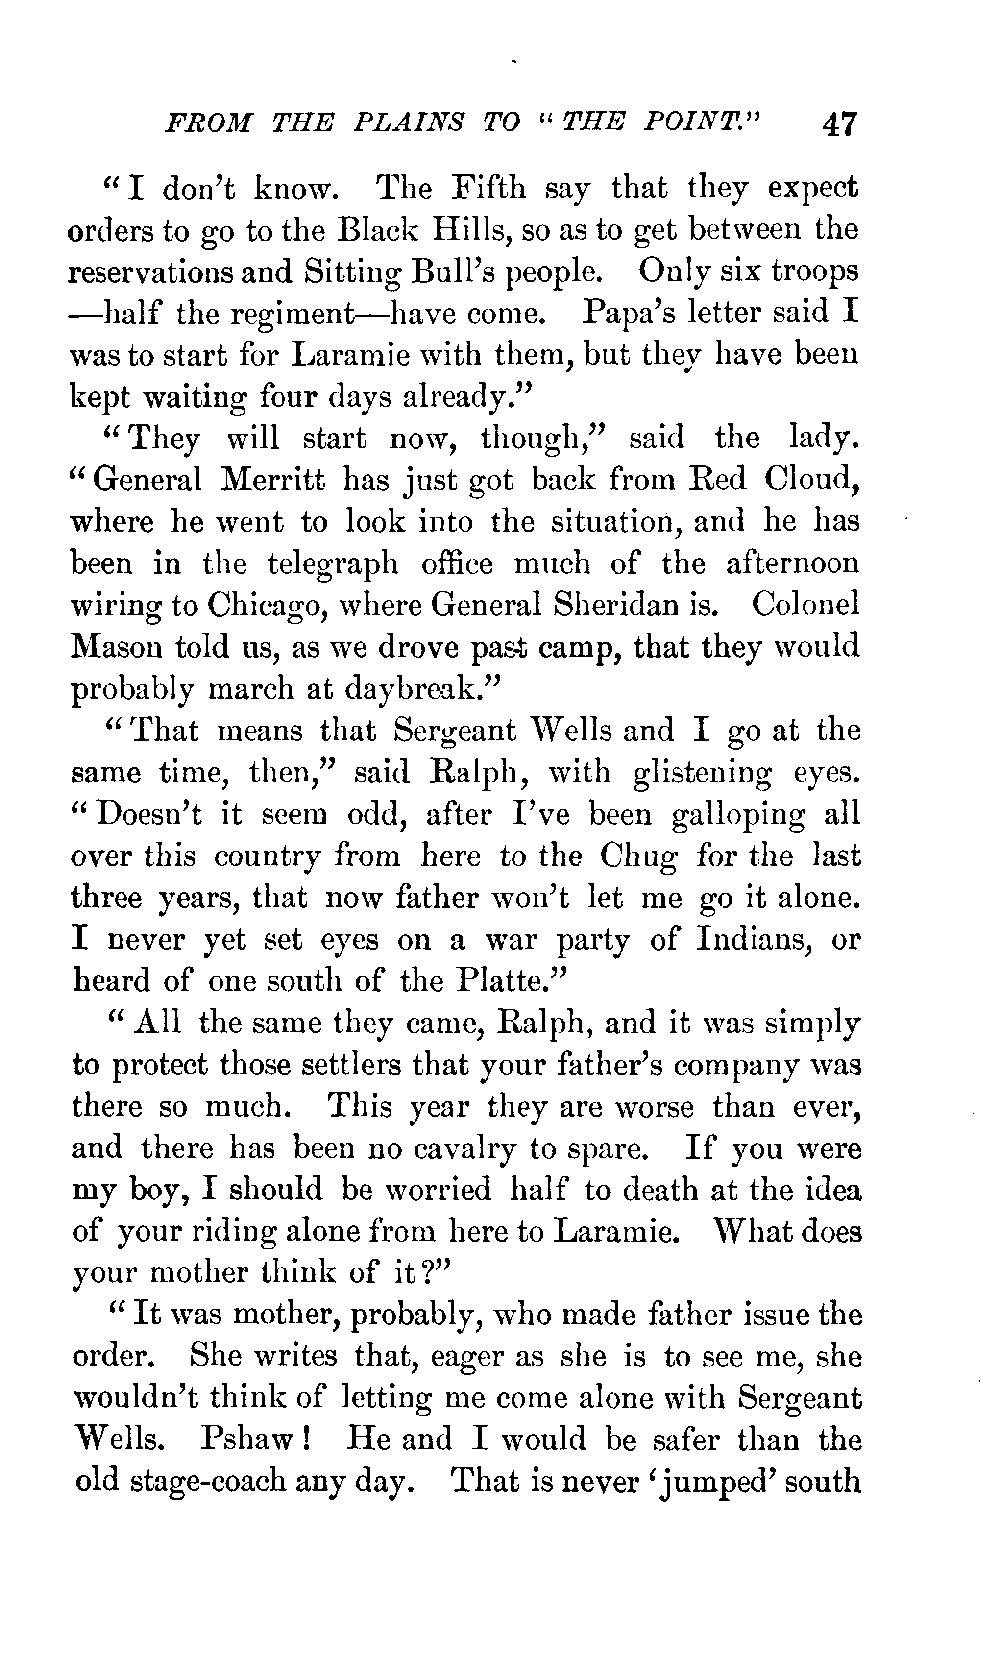 FROM THE PLAINS TO "THE POINT." 47
"I don't know. The Fifth say that they expect
orders to go to the Black Hills, so as to get between the
reservations and Sitting Bull's people. Only six troops
—half the regiment—have come. Papa's letter said I
was to start for Laramie with them, but they have been
kept waiting four days already."
"They will start now, though," said the lady.
"General Merritt has just got back from Red Cloud,
where he went to look into the situation, and he has
been in the telegraph office much of the afternoon
wiring to Chicago, where General Sheridan is. Colonel
Mason told us, as we drove past camp, that they would
probably march at daybreak."
"That means that Sergeant Wells and I go at the
same time, then," said Ralph, with glistening eyes.
"Doesn't it seem odd, after I've been galloping all
over this country from here to the Chug for the last
three years, that now father won't let me go it alone.
I never yet set eyes on a war party of Indians, or
heard of one south of the Platte."
"All the same they came, Ralph, and it was simply
to protect those settlers that your father's company was
there so much. This year they are worse than ever,
and there has been no cavalry to spare. If you were
my boy, I should be worried half to death at the idea
of your riding alone from here to Laramie. What does
your mother think of it?"
"It was mother, probably, who made father issue the
order. She writes that, eager as she is to see me, she
wouldn't think of letting me come alone with Sergeant
Wells. Pshaw! He and I would be safer than the
old stage-coach any day. That is never 'jumped' south